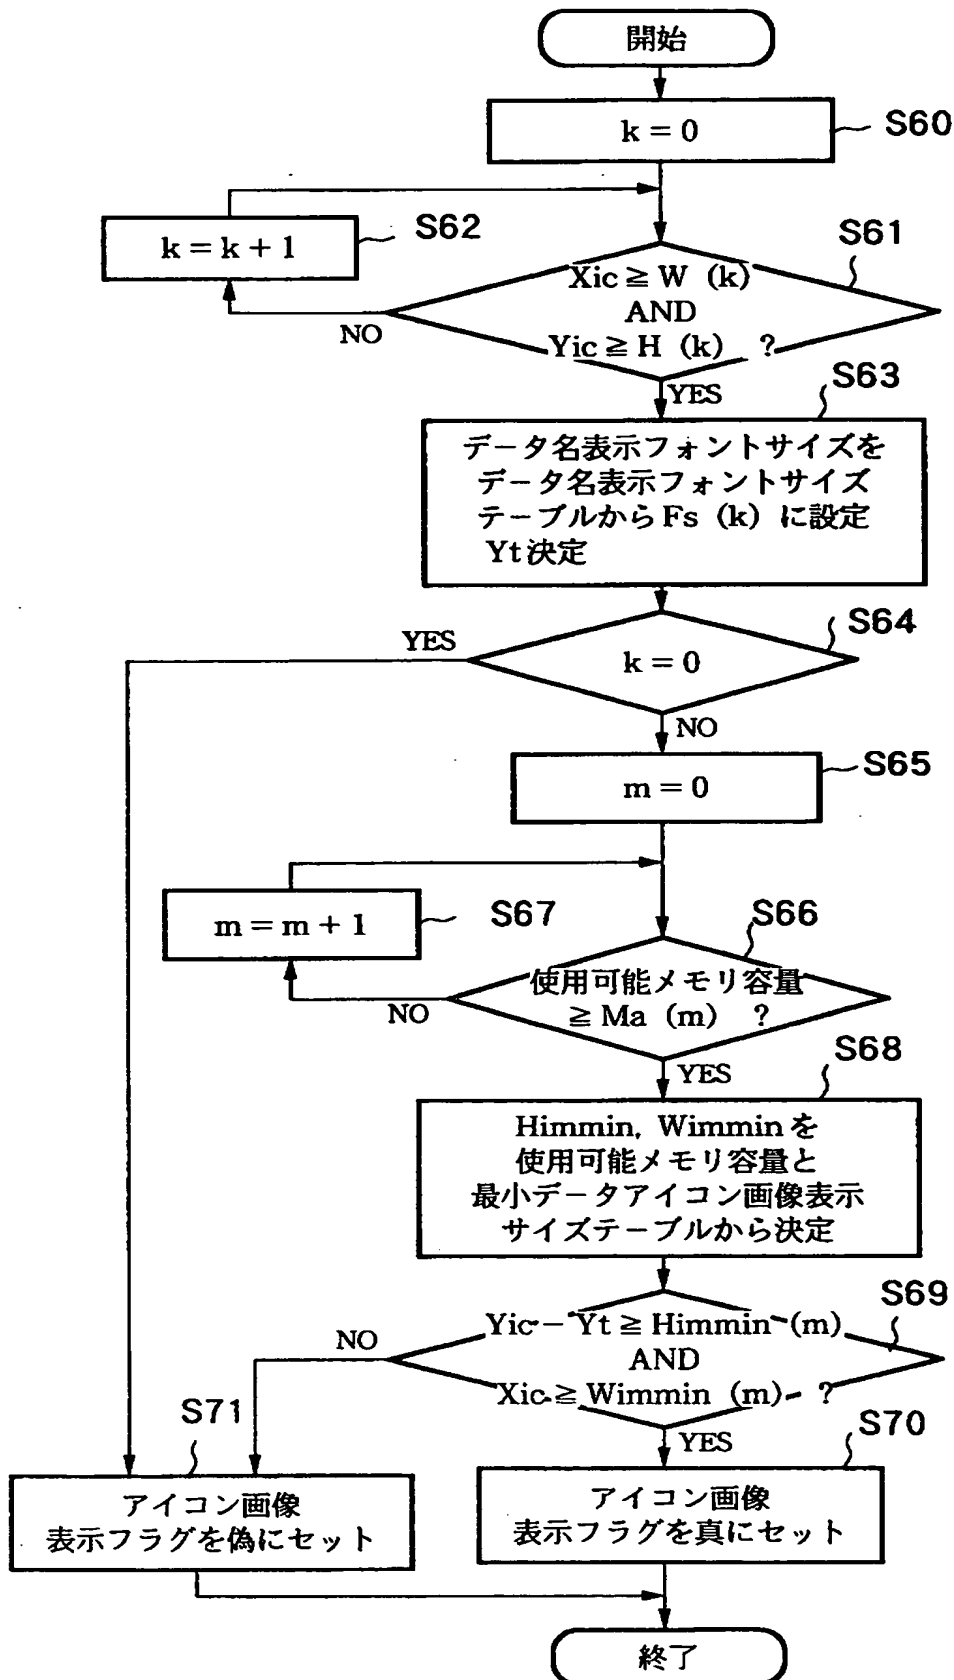 開始
k = 0
S60
k = k + 1
S62
S61
Xic ≧ W (k)
AND
Yic ≧ H (k) ?
NO
YES
S63
データ名表示フォントサイズを
データ名表示フォントサイズ
テーブルからFs (k) に設定
Yt決定
S64
YES
k = 0
NO
S65
m = 0
m = m + 1
S67
S66
使用可能メモリ容量
≧ Ma (m) ?
NO
YES
S68
Himmin, Wimminを
使用可能メモリ容量と
最小データアイコン画像表示
サイズテーブルから決定
S69
Yic − Yt ≧ Himmin (m)
AND
Xic ≧ Wimmin (m) ?
NO
YES
S71
S70
アイコン画像
表示フラグを偽にセット
アイコン画像
表示フラグを真にセット
終了